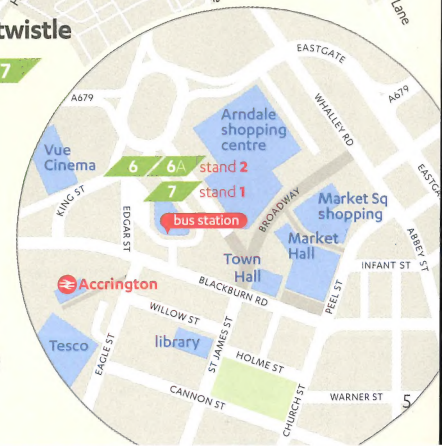 Lane
twistle
7
EASTGATE
A679
A679
WHALLEY RD
Arndale
shopping
centre
Vue
Cinema
6 6A stand 2
7 stand 1
bus station
KING ST
EDGAR ST
BROADWAY
Market Sq
shopping
Market
Hall
EASTGA
ABBEY ST
INFANT ST
Town
Hall
Accrington
BLACKBURN RD
PEEL ST
WILLOW ST
library
ST JAMES ST
Tesco
EAGLE ST
HOLME ST
CANNON ST
CHURCH ST
WARNER ST
5